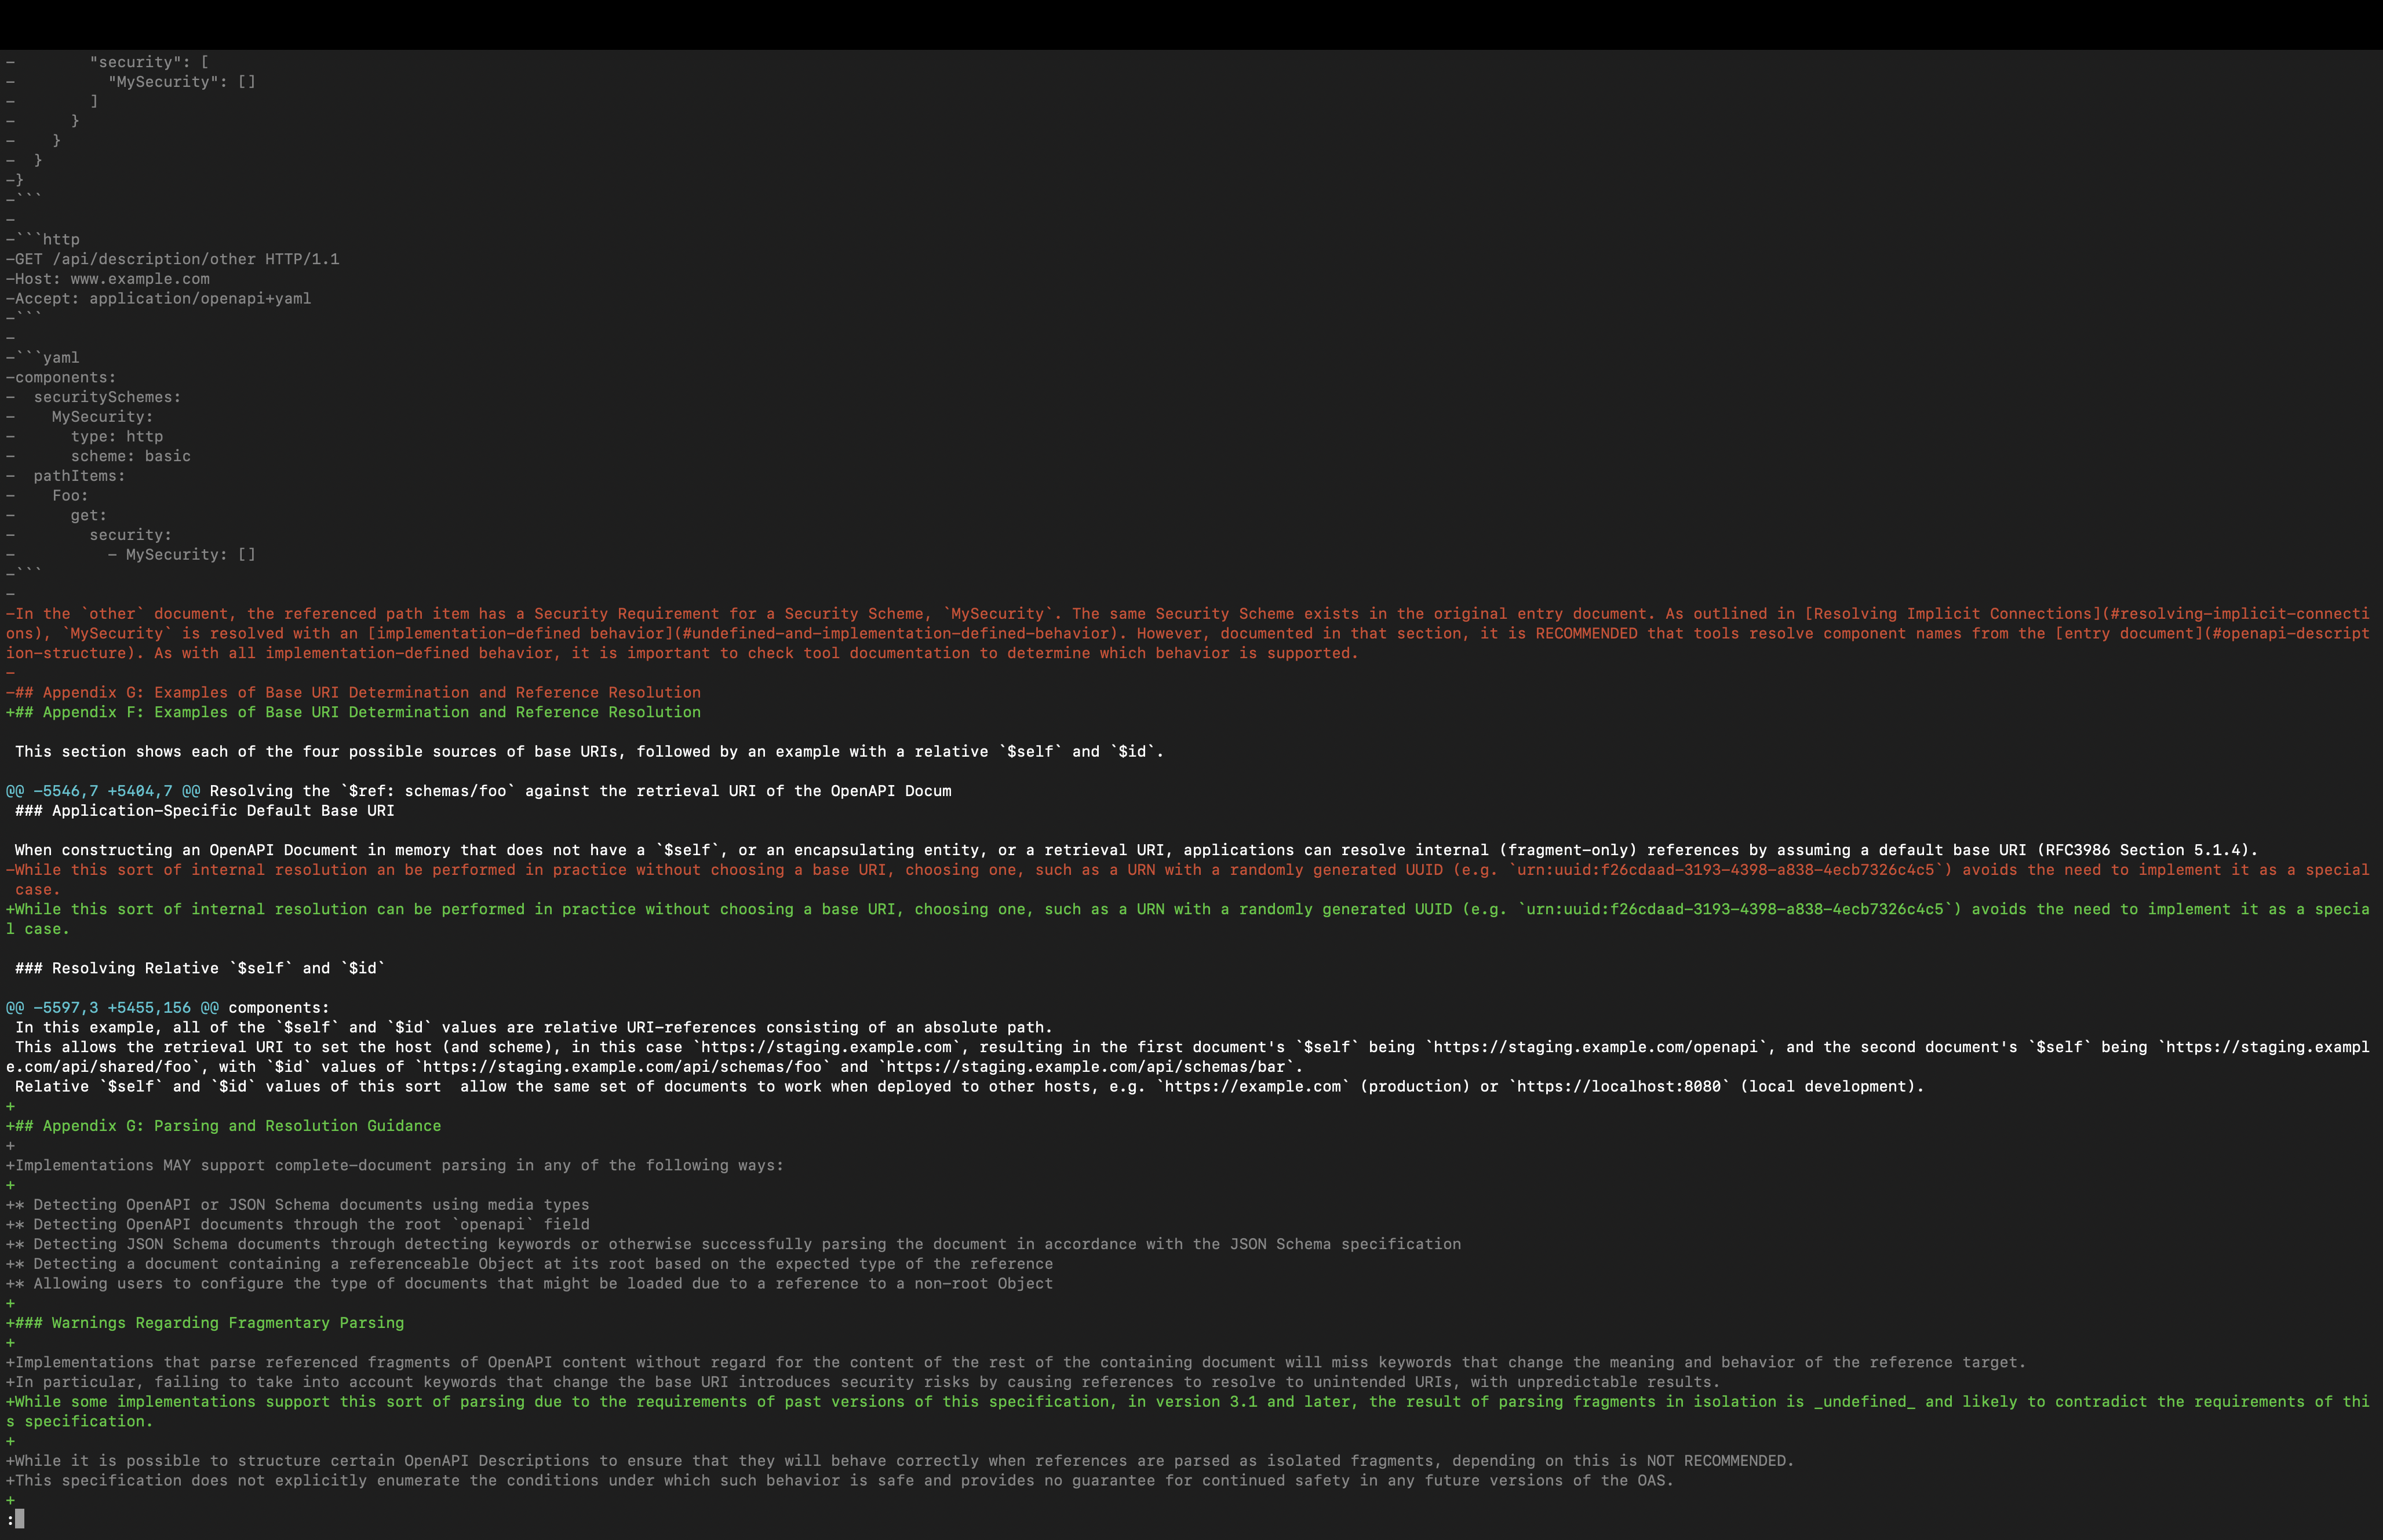 -        "security": [
-          "MySecurity": []
-        ]
-      }
-    }
-  }
-}
-```
-
-```http
-GET /api/description/other HTTP/1.1
-Host: www.example.com
-Accept: application/openapi+yaml
-```
-
-```yaml
-components:
-  securitySchemes:
-    MySecurity:
-      type: http
-      scheme: basic
-  pathItems:
-    Foo:
-      get:
-        security:
-          - MySecurity: []
-```
-
-In the `other` document, the referenced path item has a Security Requirement for a Security Scheme, `MySecurity`. The same Security Scheme exists in the original entry document. As outlined in [Resolving Implicit Connections](#resolving-implicit-connecti
ons), `MySecurity` is resolved with an [implementation-defined behavior](#undefined-and-implementation-defined-behavior). However, documented in that section, it is RECOMMENDED that tools resolve component names from the [entry document](#openapi-descript
ion-structure). As with all implementation-defined behavior, it is important to check tool documentation to determine which behavior is supported.
-
-## Appendix G: Examples of Base URI Determination and Reference Resolution
+## Appendix F: Examples of Base URI Determination and Reference Resolution

 This section shows each of the four possible sources of base URIs, followed by an example with a relative `$self` and `$id`.

@@ -5546,7 +5404,7 @@ Resolving the `$ref: schemas/foo` against the retrieval URI of the OpenAPI Docum
 ### Application-Specific Default Base URI

 When constructing an OpenAPI Document in memory that does not have a `$self`, or an encapsulating entity, or a retrieval URI, applications can resolve internal (fragment-only) references by assuming a default base URI (RFC3986 Section 5.1.4).
-While this sort of internal resolution an be performed in practice without choosing a base URI, choosing one, such as a URN with a randomly generated UUID (e.g. `urn:uuid:f26cdaad-3193-4398-a838-4ecb7326c4c5`) avoids the need to implement it as a special
 case.
+While this sort of internal resolution can be performed in practice without choosing a base URI, choosing one, such as a URN with a randomly generated UUID (e.g. `urn:uuid:f26cdaad-3193-4398-a838-4ecb7326c4c5`) avoids the need to implement it as a specia
l case.

 ### Resolving Relative `$self` and `$id`

@@ -5597,3 +5455,156 @@ components:
 In this example, all of the `$self` and `$id` values are relative URI-references consisting of an absolute path.
 This allows the retrieval URI to set the host (and scheme), in this case `https://staging.example.com`, resulting in the first document's `$self` being `https://staging.example.com/openapi`, and the second document's `$self` being `https://staging.exampl
e.com/api/shared/foo`, with `$id` values of `https://staging.example.com/api/schemas/foo` and `https://staging.example.com/api/schemas/bar`.
 Relative `$self` and `$id` values of this sort  allow the same set of documents to work when deployed to other hosts, e.g. `https://example.com` (production) or `https://localhost:8080` (local development).
+
+## Appendix G: Parsing and Resolution Guidance
+
+Implementations MAY support complete-document parsing in any of the following ways:
+
+* Detecting OpenAPI or JSON Schema documents using media types
+* Detecting OpenAPI documents through the root `openapi` field
+* Detecting JSON Schema documents through detecting keywords or otherwise successfully parsing the document in accordance with the JSON Schema specification
+* Detecting a document containing a referenceable Object at its root based on the expected type of the reference
+* Allowing users to configure the type of documents that might be loaded due to a reference to a non-root Object
+
+### Warnings Regarding Fragmentary Parsing
+
+Implementations that parse referenced fragments of OpenAPI content without regard for the content of the rest of the containing document will miss keywords that change the meaning and behavior of the reference target.
+In particular, failing to take into account keywords that change the base URI introduces security risks by causing references to resolve to unintended URIs, with unpredictable results.
+While some implementations support this sort of parsing due to the requirements of past versions of this specification, in version 3.1 and later, the result of parsing fragments in isolation is _undefined_ and likely to contradict the requirements of thi
s specification.
+
+While it is possible to structure certain OpenAPI Descriptions to ensure that they will behave correctly when references are parsed as isolated fragments, depending on this is NOT RECOMMENDED.
+This specification does not explicitly enumerate the conditions under which such behavior is safe and provides no guarantee for continued safety in any future versions of the OAS.
+
: